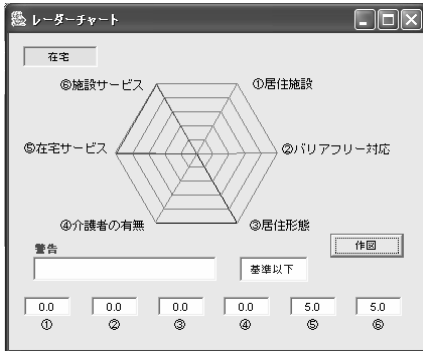 レーダーチャート
在宅
⑥施設サービス
①居住施設
⑤在宅サービス
②バリアフリー対応
④介護者の有無
③居住形態
警告
作図
基準以下
0.0 0.0 0.0 0.0 5.0 5.0
① ② ③ ④ ⑤ ⑥